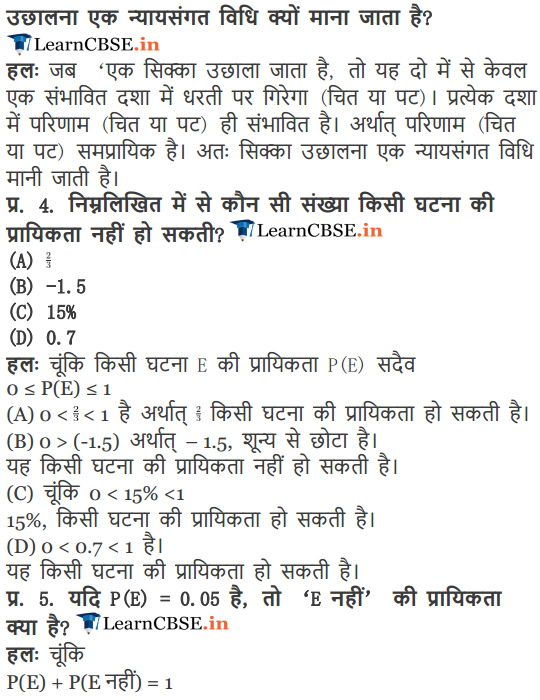 उछालना एक न्यायसंगत विधि क्यों माना जाता है?
LearnCBSE.in
हलः जब ‘एक सिक्का उछाला जाता है, तो यह दो में से केवल
एक संभावित दशा में धरती पर गिरेगा (चित या पट)। प्रत्येक दशा
में परिणाम (चित या पट) ही संभावित है। अर्थात् परिणाम (चित
या पट) समप्रायिक है। अतः सिक्का उछालना एक न्यायसंगत विधि
मानी जाती है।
प्र. 4. निम्नलिखित में से कौन सी संख्या किसी घटना की
प्रायिकता नहीं हो सकती? LearnCBSE.in
(A) 2/3
(B) -1.5
(C) 15%
(D) 0.7
हलः चूंकि किसी घटना E की प्रायिकता P(E) सदैव
0 ≤ P(E) ≤ 1
(A) 0 < 2/3 < 1 है अर्थात् 2/3 किसी घटना की प्रायिकता हो सकती है।
(B) 0 > (-1.5) अर्थात् – 1.5, शून्य से छोटा है।
यह किसी घटना की प्रायिकता नहीं हो सकती है।
(C) चूंकि 0 < 15% <1
15%, किसी घटना की प्रायिकता हो सकती है।
(D) 0 < 0.7 < 1 है।
यह किसी घटना की प्रायिकता हो सकती है।
प्र. 5. यदि P(E) = 0.05 है, तो ‘E नहीं’ की प्रायिकता
क्या है? LearnCBSE.in
हलः चूंकि
P(E) + P(E नहीं) = 1